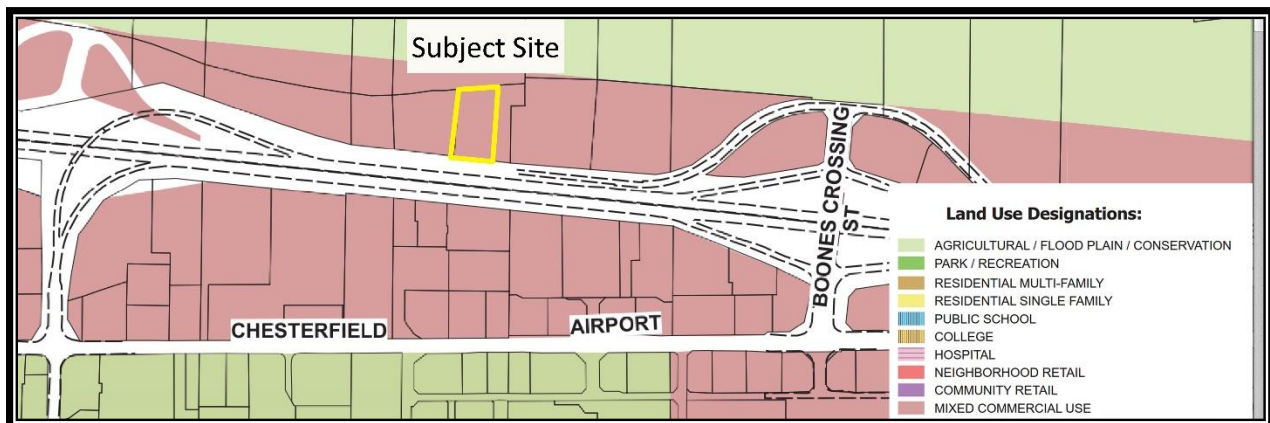 Subject Site
BOONES CROSSING
ST
CHESTERFIELD
AIRPORT
Land Use Designations:
AGRICULTURAL / FLOOD PLAIN / CONSERVATION
PARK / RECREATION
RESIDENTIAL MULTI-FAMILY
RESIDENTIAL SINGLE FAMILY
PUBLIC SCHOOL
COLLEGE
HOSPITAL
NEIGHBORHOOD RETAIL
COMMUNITY RETAIL
MIXED COMMERCIAL USE